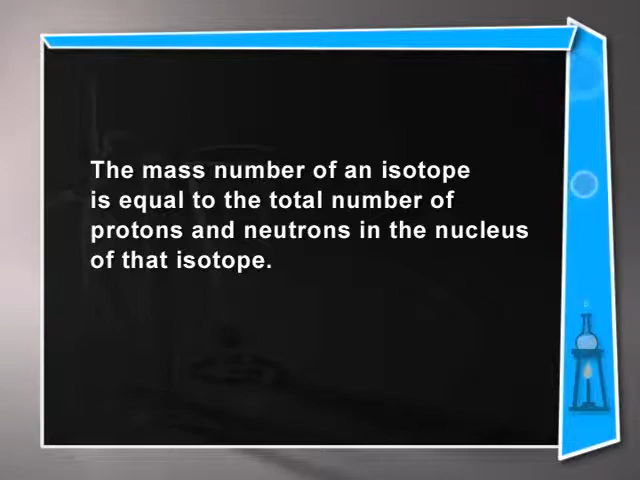 The mass number of an isotope
is equal to the total number of
protons and neutrons in the nucleus
of that isotope.